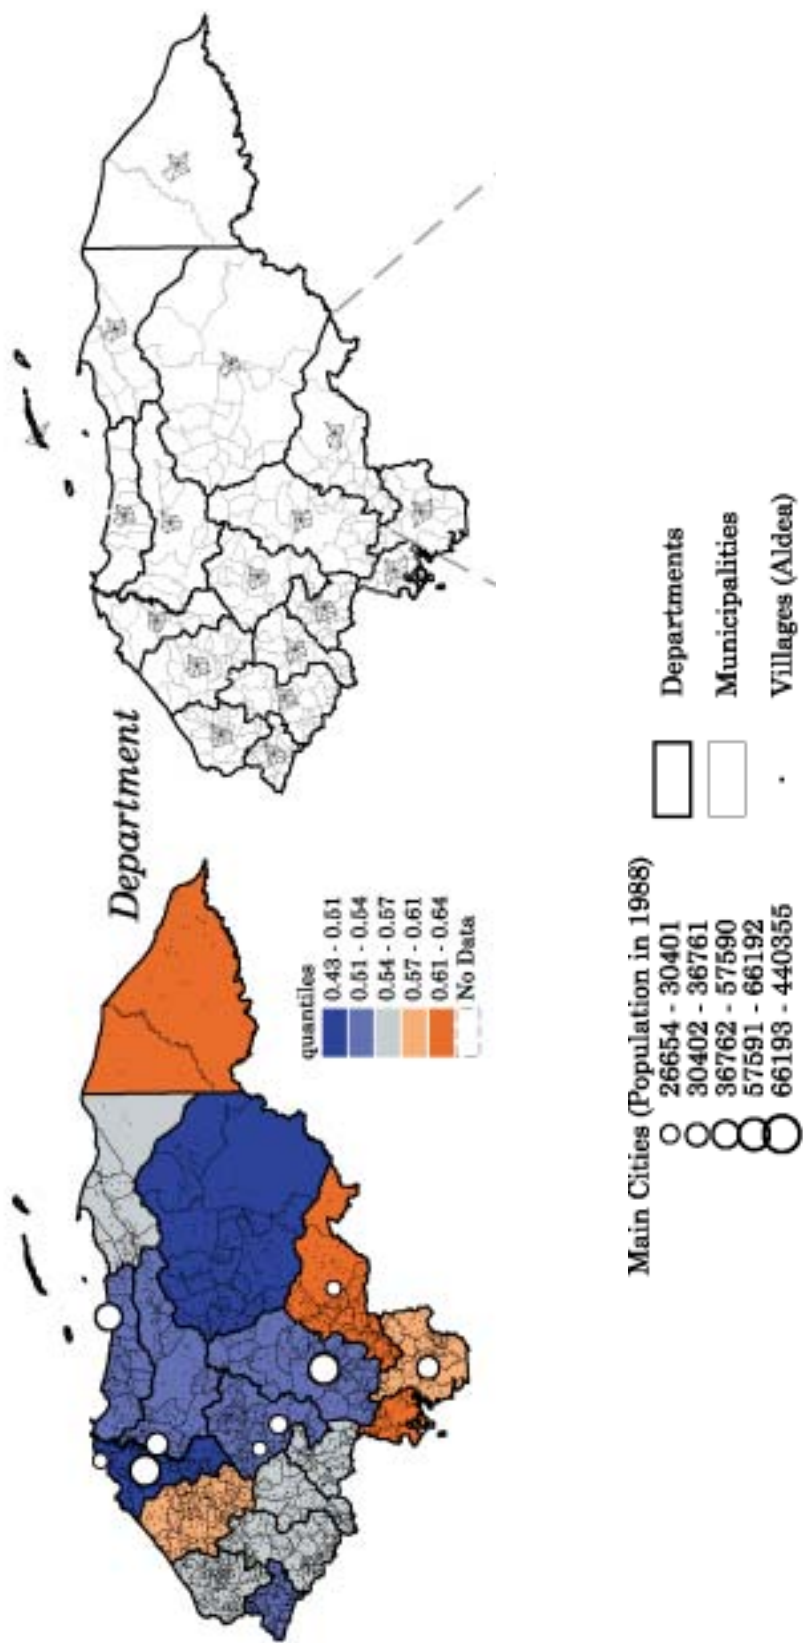 Department
quantiles
0.43 - 0.51
0.51 - 0.54
0.54 - 0.57
0.57 - 0.61
0.61 - 0.64
No Data
Main Cities (Population in 1988)
26654 - 30401
30402 - 36761
36762 - 57590
57591 - 66192
66193 - 440355
Departments
Municipalities
Villages (Aldea)